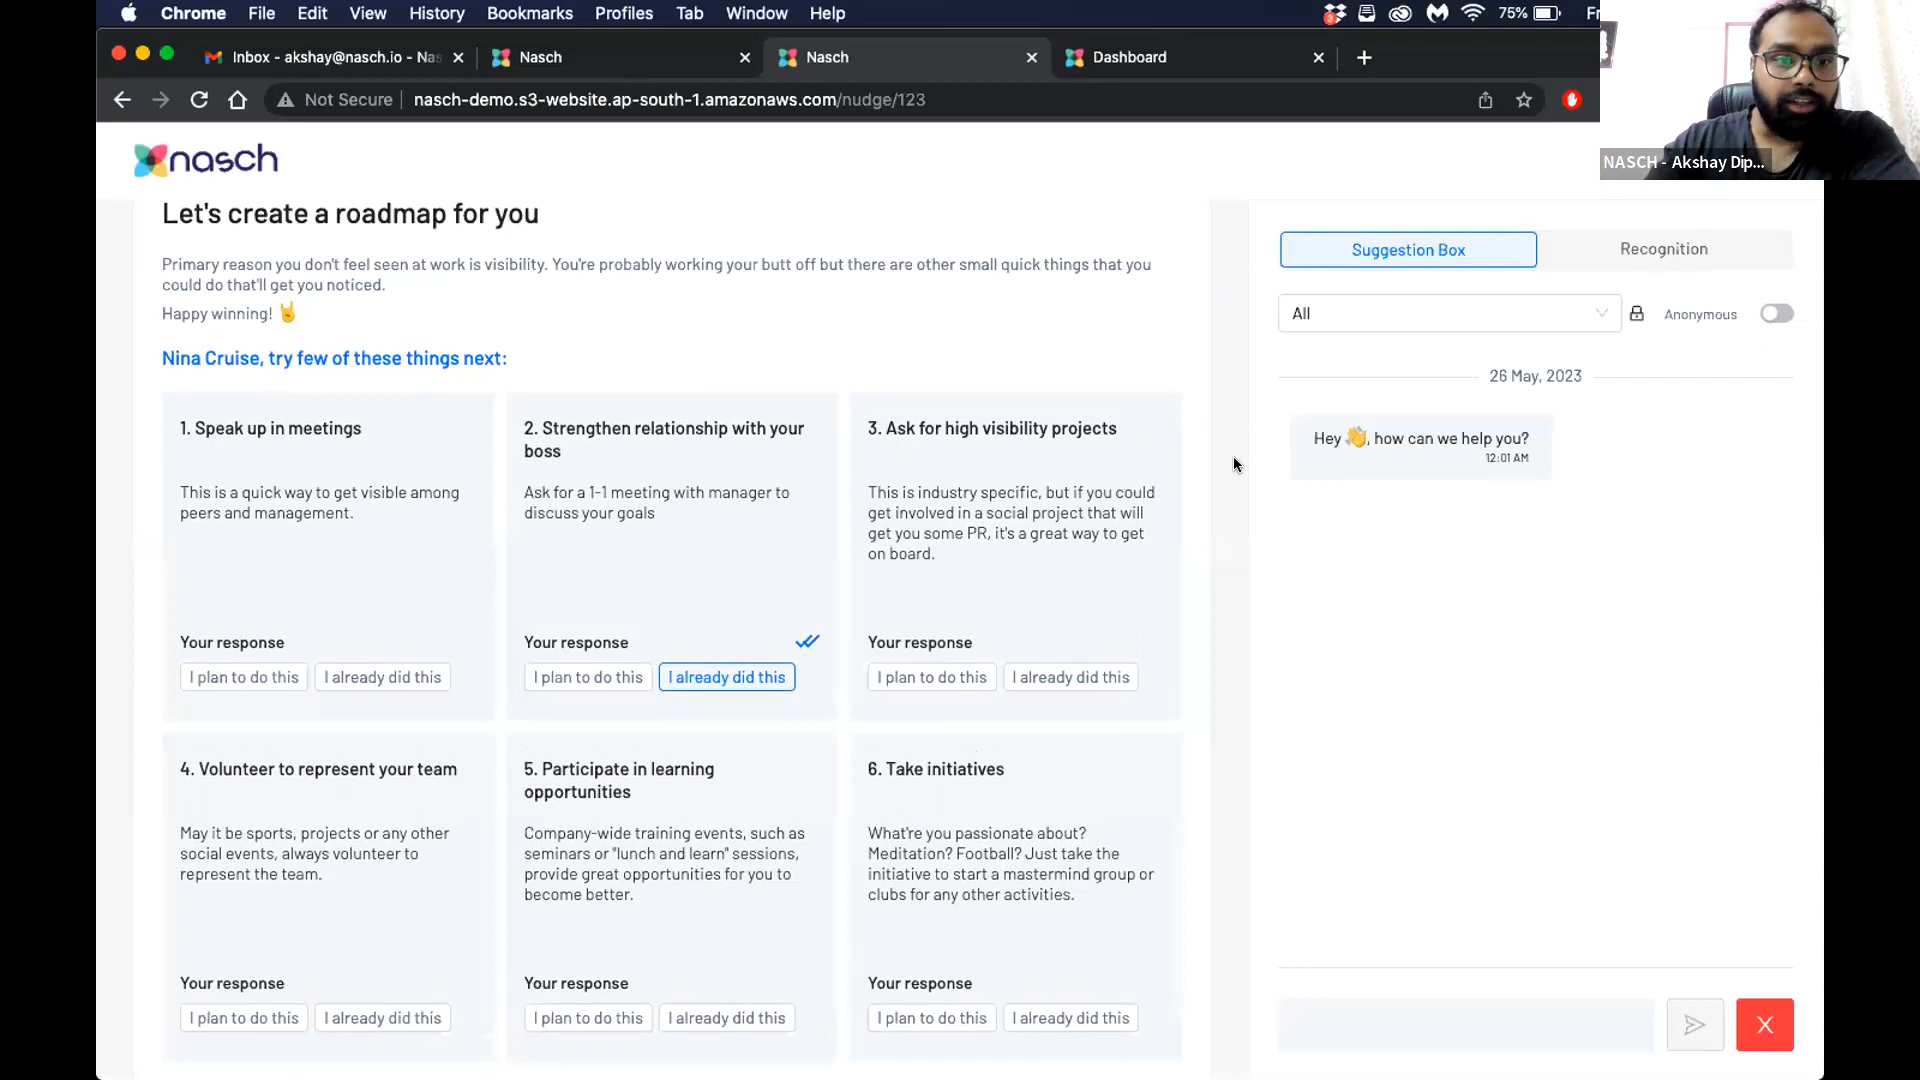 Chrome File Edit View History Bookmarks Profiles Tab Window Help
3 75%
Inbox - akshay@nasch.io - Nas
Nasch
Nasch
Dashboard
Not Secure nasch-demo.s3-website.ap-south-1.amazonaws.com/nudge/123
NASCH - Akshay Dip...
nasch
Let's create a roadmap for you
Primary reason you don't feel seen at work is visibility. You're probably working your butt off but there are other small quick things that you
could do that'll get you noticed.
Happy winning! 🤘
Nina Cruise, try few of these things next:
1. Speak up in meetings
This is a quick way to get visible among
peers and management.
Your response
I plan to do this I already did this
2. Strengthen relationship with your
boss
Ask for a 1-1 meeting with manager to
discuss your goals
Your response
I plan to do this I already did this
3. Ask for high visibility projects
This is industry specific, but if you could
get involved in a social project that will
get you some PR, it's a great way to get
on board.
Your response
I plan to do this I already did this
4. Volunteer to represent your team
May it be sports, projects or any other
social events, always volunteer to
represent the team.
Your response
I plan to do this I already did this
5. Participate in learning
opportunities
Company-wide training events, such as
seminars or "lunch and learn" sessions,
provide great opportunities for you to
become better.
Your response
I plan to do this I already did this
6. Take initiatives
What're you passionate about?
Meditation? Football? Just take the
initiative to start a mastermind group or
clubs for any other activities.
Your response
I plan to do this I already did this
Suggestion Box Recognition
All Anonymous
26 May, 2023
Hey 👋, how can we help you?
12:01 AM
X